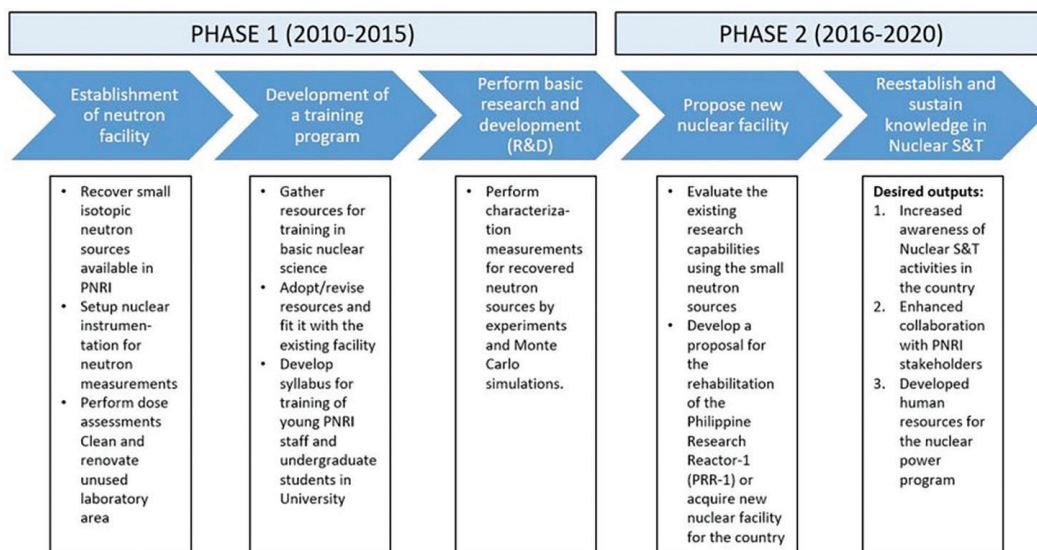 PHASE 1 (2010-2015)
PHASE 2 (2016-2020)
Establishment
of neutron
facility
Development of
a training
program
Perform basic
research and
development
(R&D)
Propose new
nuclear facility
Reestablish and
sustain
knowledge in
Nuclear S&T
• Recover small
isotopic
neutron
sources
available in
PNRI
• Setup nuclear
instrumen-
tation for
neutron
measurements
• Perform dose
assessments
Clean and
renovate
unused
laboratory
area
• Gather
resources for
training in
basic nuclear
science
• Adopt/revise
resources and
fit it with the
existing facility
• Develop
syllabus for
training of
young PNRI
staff and
undergraduate
students in
University
• Perform
characteriza-
tion
measurements
for recovered
neutron
sources by
experiments
and Monte
Carlo
simulations.
• Evaluate the
existing
research
capabilities
using the small
neutron
sources
• Develop a
proposal for
the
rehabilitation
of the
Philippine
Research
Reactor-1
(PRR-1) or
acquire new
nuclear facility
for the country
Desired outputs:
1. Increased
awareness of
Nuclear S&T
activities in
the country
2. Enhanced
collaboration
with PNRI
stakeholders
3. Developed
human
resources for
the nuclear
power
program